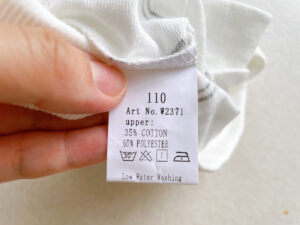 110
Art No.W2371
upper:
35% COTTON
65% POLYESTER
Low Water Washing